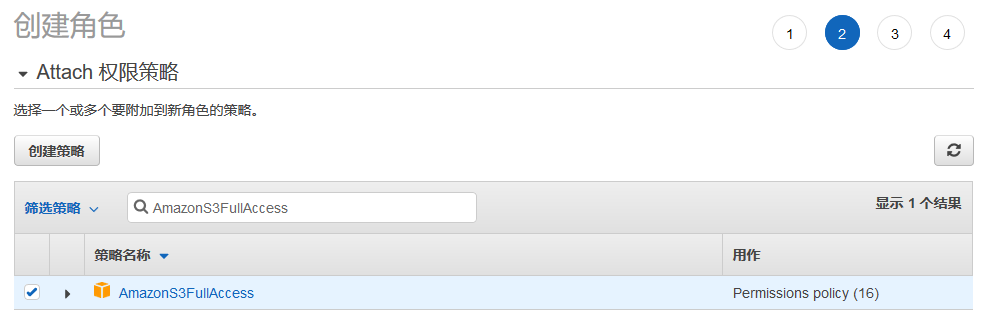 创建角色
1 2 3 4
Attach 权限策略
选择一个或多个要附加到新角色的策略。
创建策略
筛选策略 AmazonS3FullAccess 显示 1 个结果
策略名称 用作
AmazonS3FullAccess Permissions policy (16)